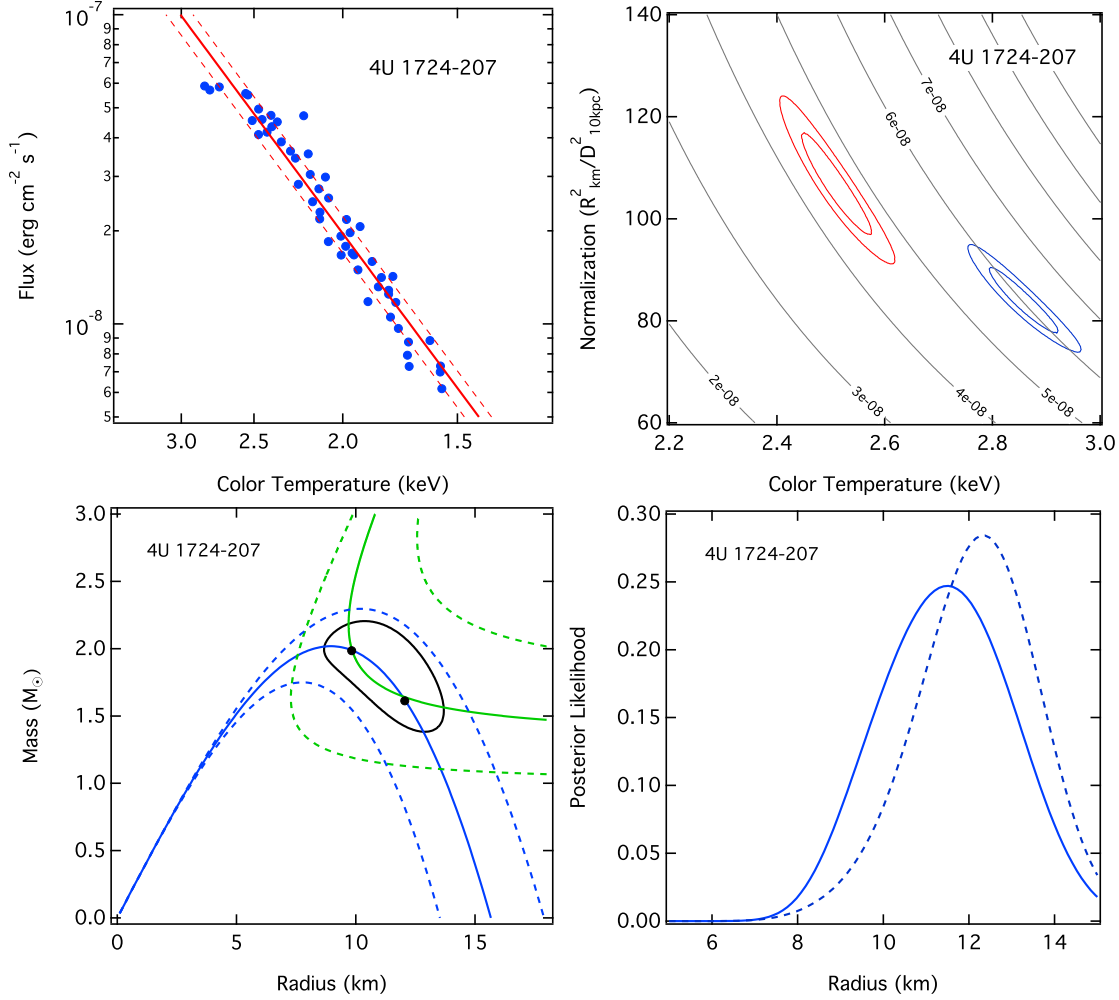 10⁻⁷
9
8
7
6
5
4
3
2
10⁻⁸
9
8
7
6
5
4U 1724-207
Flux (erg cm⁻² s⁻¹)
3.0 2.5 2.0 1.5
Color Temperature (keV)
140
120
100
80
60
4U 1724-207
7e-08
6e-08
2e-08
3e-08
4e-08
5e-08
Normalization (R²km/D²10kpc)
2.2 2.4 2.6 2.8 3.0
Color Temperature (keV)
3.0
2.5
2.0
1.5
1.0
0.5
0.0
4U 1724-207
Mass (M☉)
0 5 10 15
Radius (km)
0.30
0.25
0.20
0.15
0.10
0.05
0.00
4U 1724-207
Posterior Likelihood
6 8 10 12 14
Radius (km)